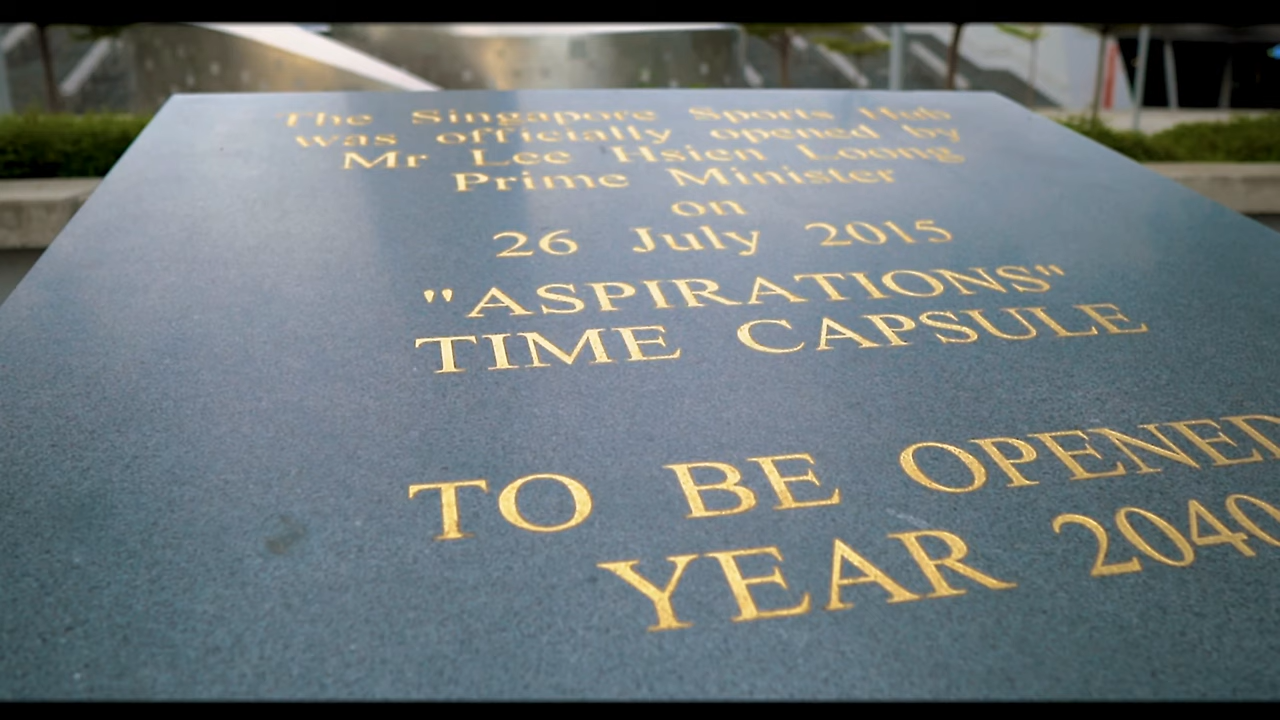 The Singapore Sports Hub
was officially opened by
Mr Lee Hsien Loong
Prime Minister
on
26 July 2015
"ASPIRATIONS"
TIME CAPSULE
TO BE OPENED
YEAR 2040